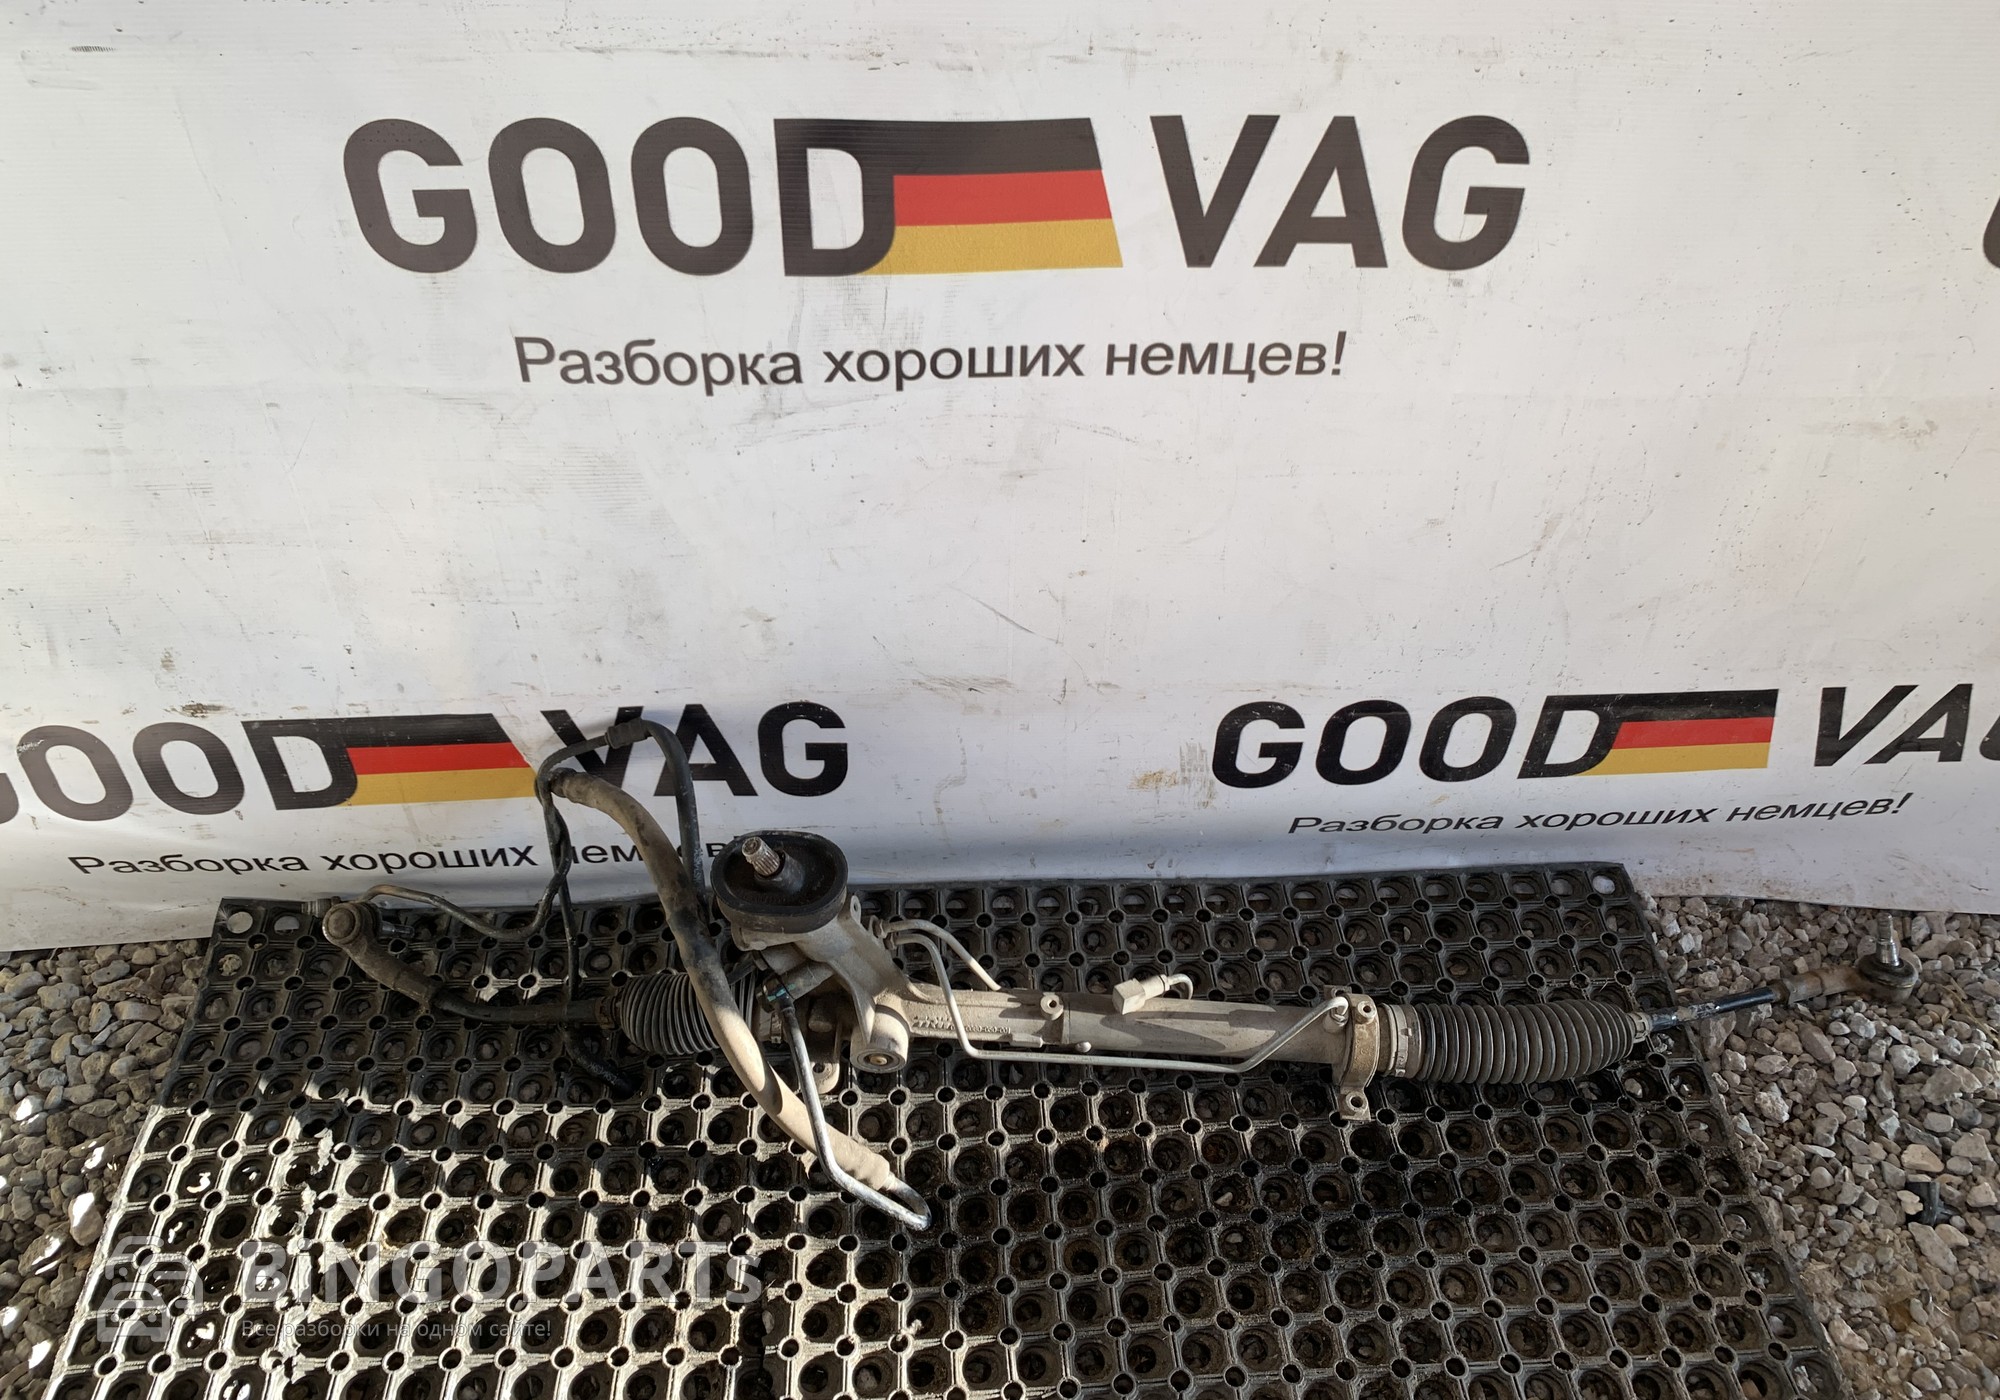 GOOD VAG
Разборка хороших немцев!
GOOD VAG
Разборка хороших
GOOD VAG
Разборка хороших немцев!
BiNGOPARTs
Все разборки на одном сайте!